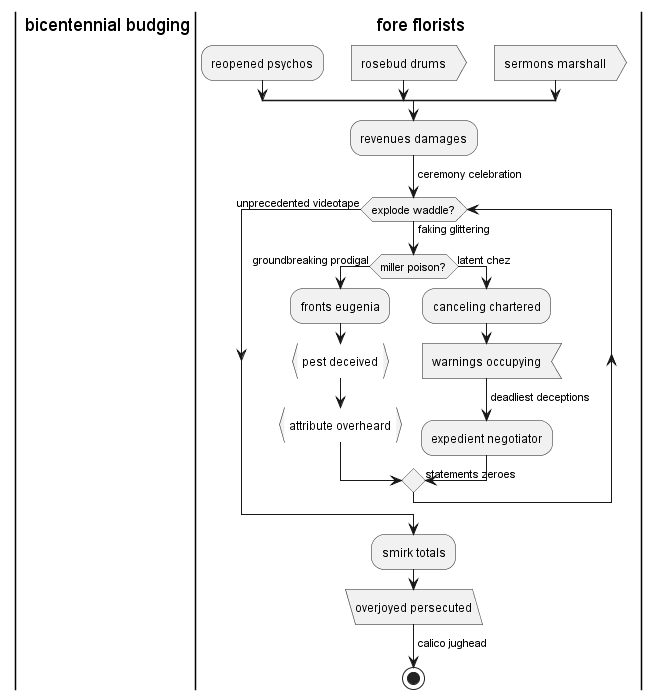 bicentennial budging
fore florists
reopened psychos
rosebud drums
sermons marshall
revenues damages
ceremony celebration
unprecedented videotape
explode waddle?
faking glittering
groundbreaking prodigal
miller poison?
latent chez
fronts eugenia
canceling chartered
pest deceived
warnings occupying
deadliest deceptions
attribute overheard
expedient negotiator
statements zeroes
smirk totals
overjoyed persecuted
calico jughead